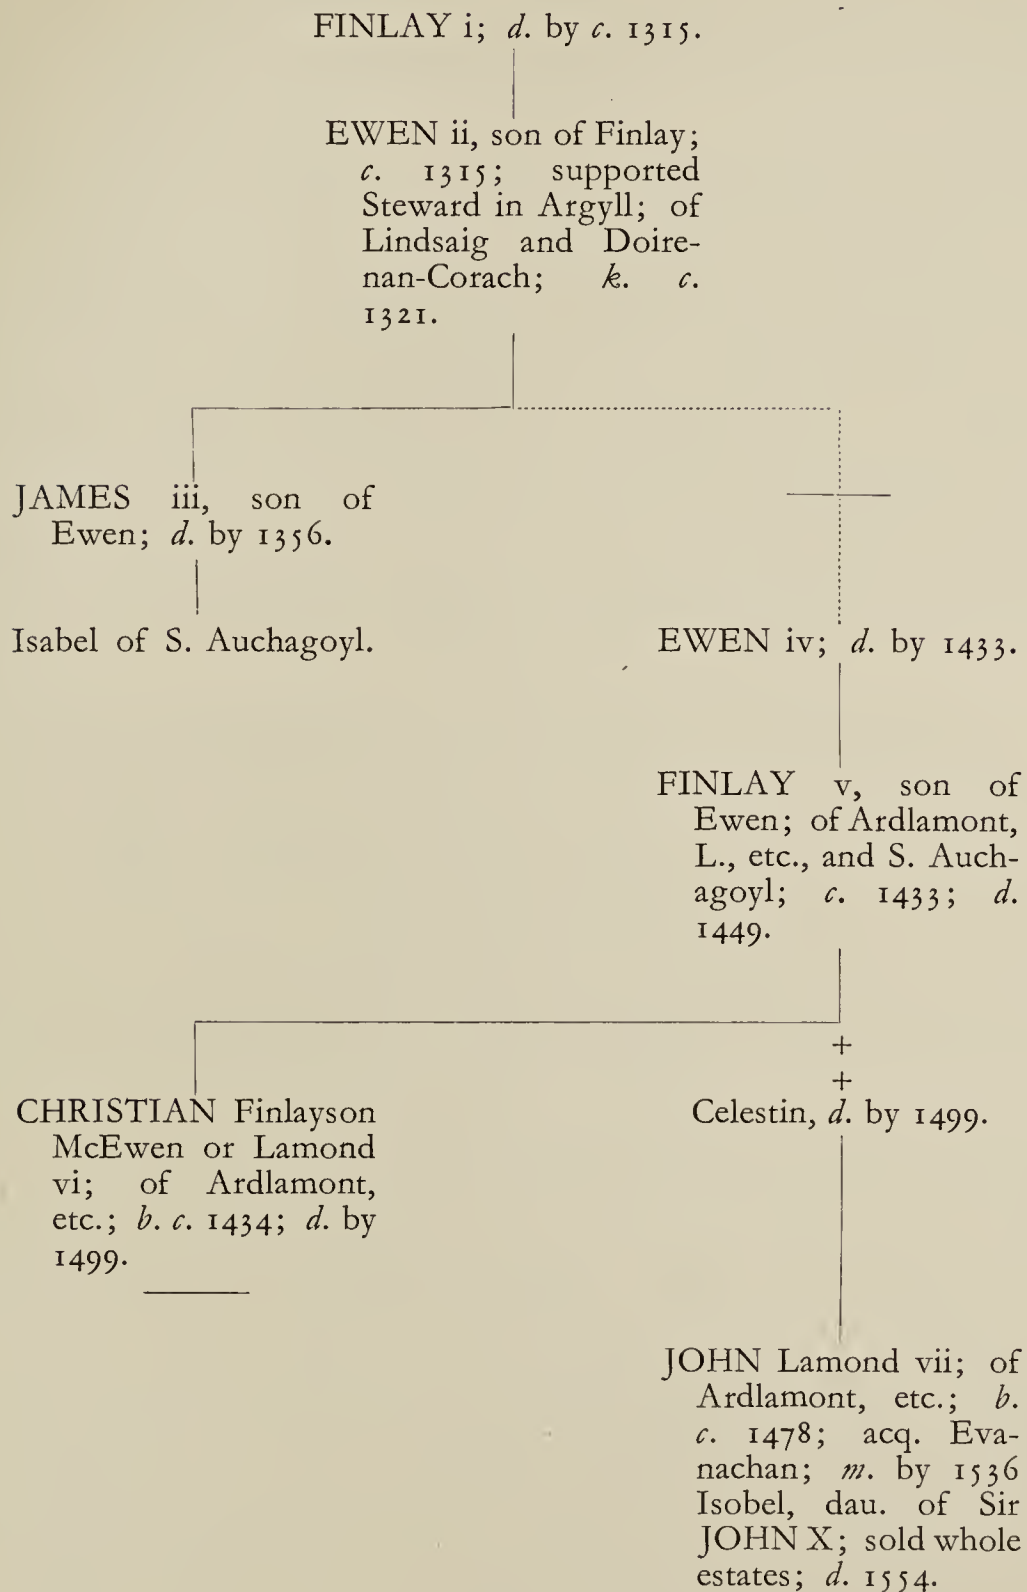 FINLAY i; d. by c. 1315.
EWEN ii, son of Finlay;
c. 1315; supported
Steward in Argyll; of
Lindsaig and Doire-
nan-Corach; k. c.
1321.
JAMES iii, son of
Ewen; d. by 1356.
Isabel of S. Auchagoyl.
EWEN iv; d. by 1433.
FINLAY v, son of
Ewen; of Ardlamont,
L., etc., and S. Auch-
agoyl; c. 1433; d.
1449.
CHRISTIAN Finlayson
McEwen or Lamond
vi; of Ardlamont,
etc.; b. c. 1434; d. by
1499.
+
+
Celestin, d. by 1499.
JOHN Lamond vii; of
Ardlamont, etc.; b.
c. 1478; acq. Eva-
nachan; m. by 1536
Isobel, dau. of Sir
JOHN X; sold whole
estates; d. 1554.